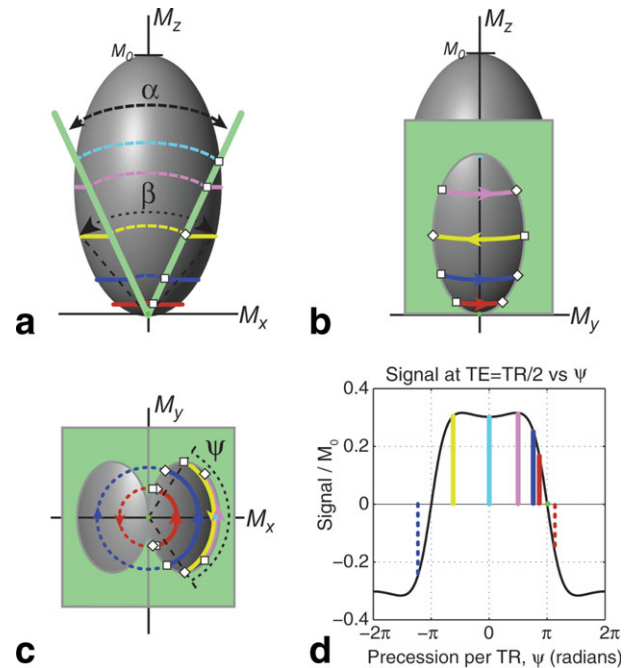 M_z
M_0
α
β
a
M_x
M_z
M_0
b
M_y
M_y
ψ
M_x
c
Signal at TE=TR/2 vs ψ
0.4
0.2
0
−0.2
−0.4
Signal / M_0
−2π −π 0 π 2π
Precession per TR, ψ (radians)
d